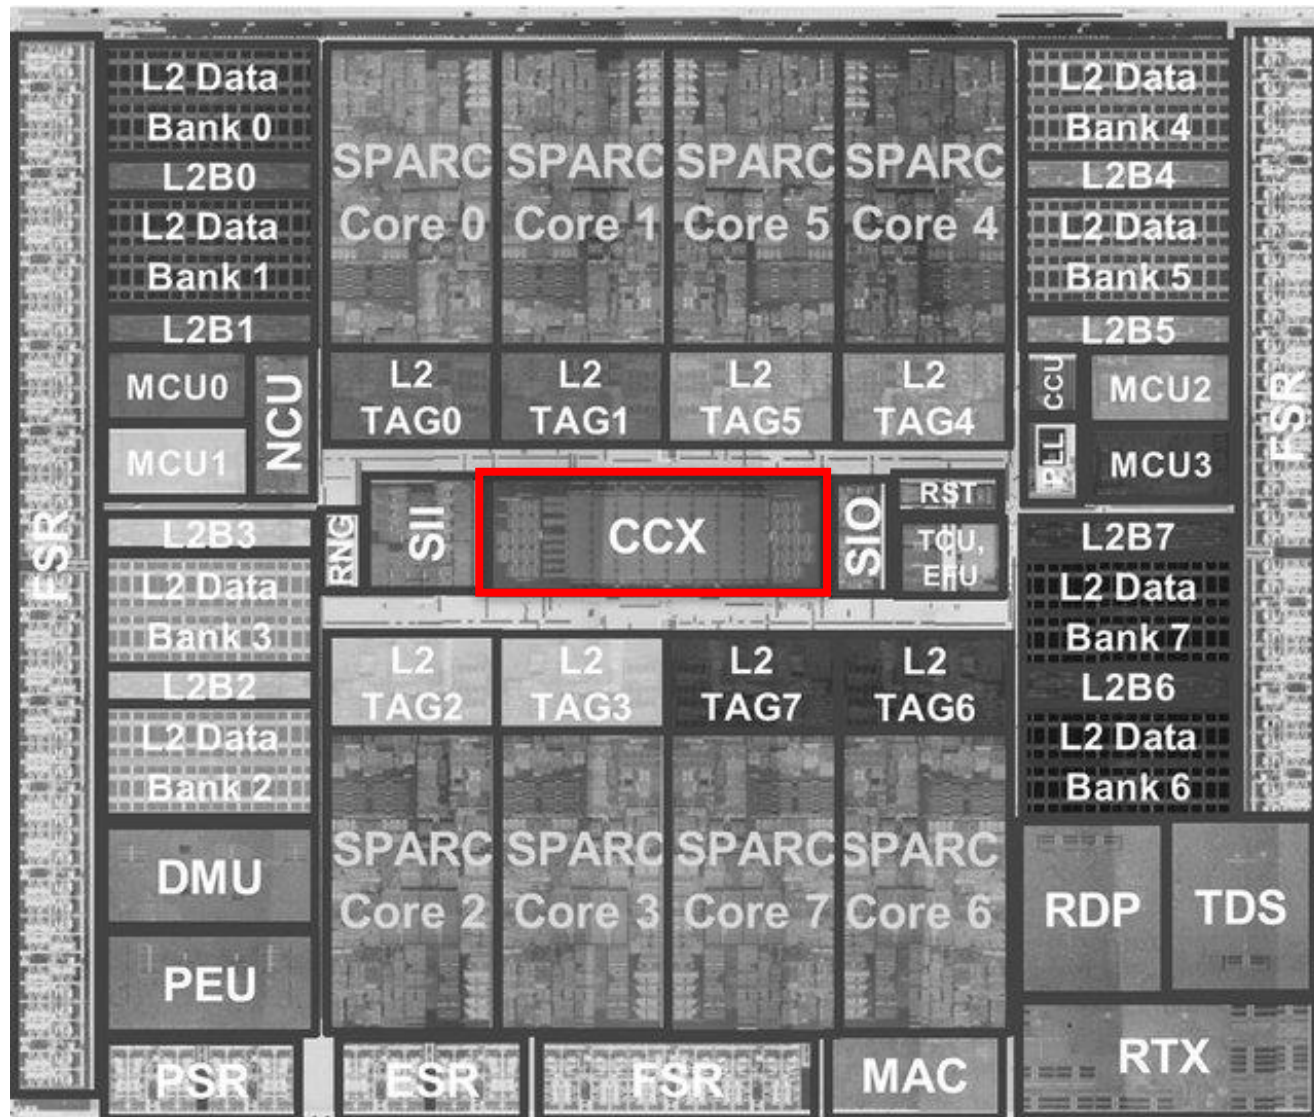 L2 Data
Bank 0
L2B0
L2 Data
Bank 1
L2B1
MCU0
NCU
MCU1
FSR
L2B3
L2 Data
Bank 3
L2B2
L2 Data
Bank 2
DMU
PEU
PSR
SPARC
Core 0
SPARC
Core 1
SPARC
Core 5
SPARC
Core 4
L2
TAG0
L2
TAG1
L2
TAG5
L2
TAG4
RNG
SII
CCX
SIO
RST
TCU,
EFU
L2
TAG2
L2
TAG3
L2
TAG7
L2
TAG6
SPARC
Core 2
SPARC
Core 3
SPARC
Core 7
SPARC
Core 6
ESR
FSR
MAC
L2 Data
Bank 4
L2B4
L2 Data
Bank 5
L2B5
CCU
MCU2
PLL
MCU3
FSR
L2B7
L2 Data
Bank 7
L2B6
L2 Data
Bank 6
RDP
TDS
RTX